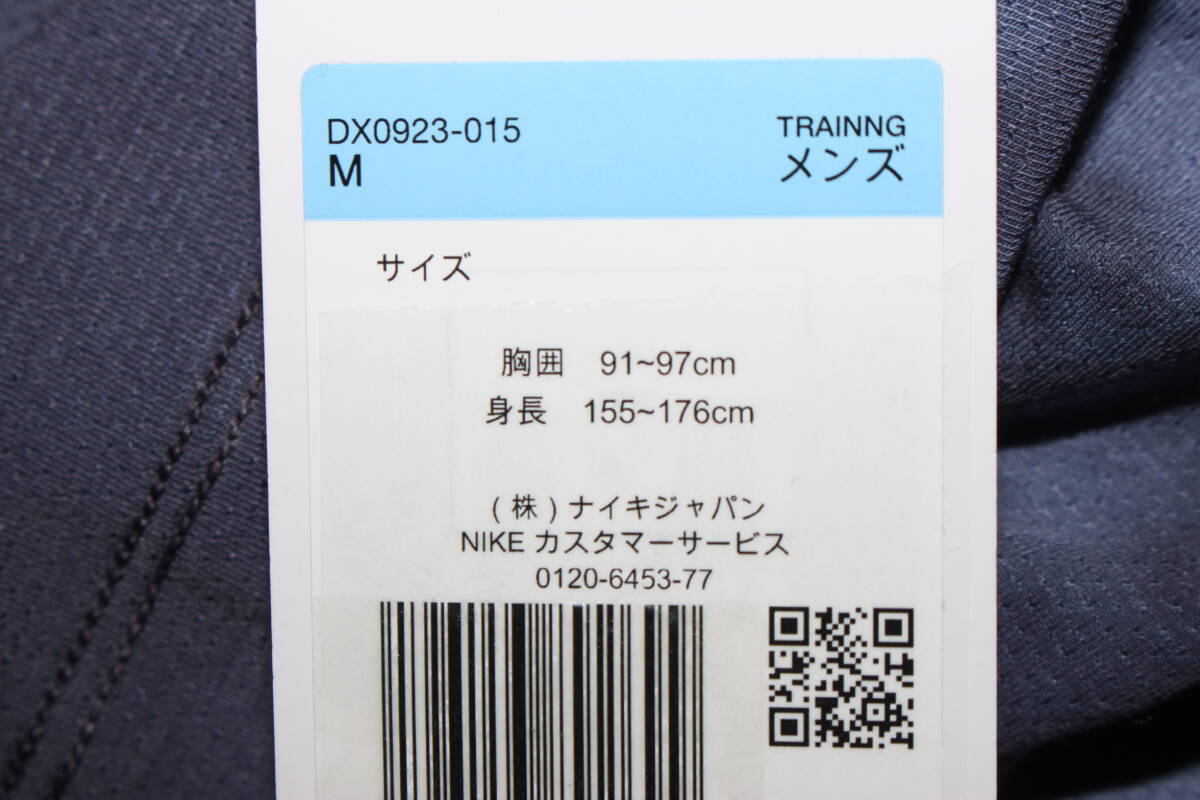 DX0923-015
M
TRAINNG
メンズ
サイズ
胸囲 91~97cm
身長 155~176cm
(株)ナイキジャパン
NIKE カスタマーサービス
0120-6453-77